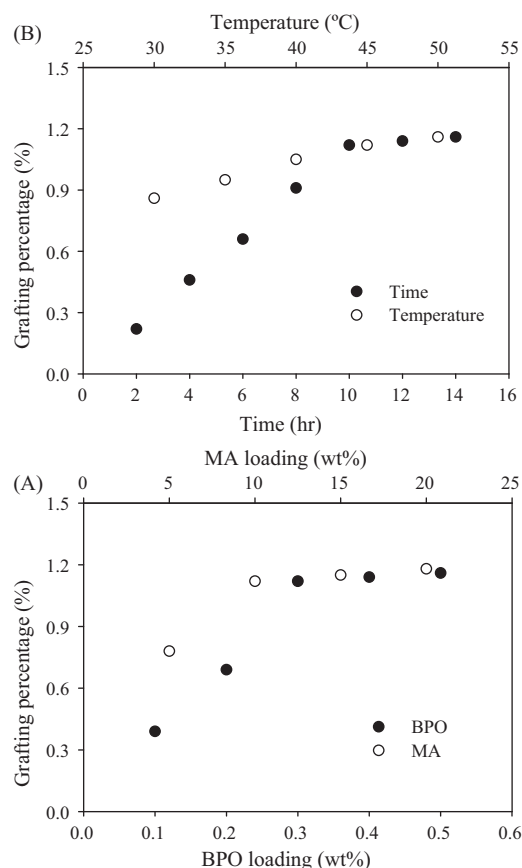 Temperature (ºC)
(B)
25 30 35 40 45 50 55
1.5
1.2
0.9
0.6
0.3
0.0
Grafting percentage (%)
Time
Temperature
0 2 4 6 8 10 12 14 16
Time (hr)
MA loading (wt%)
(A)
0 5 10 15 20 25
1.5
1.2
0.9
0.6
0.3
0.0
Grafting percentage (%)
BPO
MA
0.0 0.1 0.2 0.3 0.4 0.5 0.6
BPO loading (wt%)